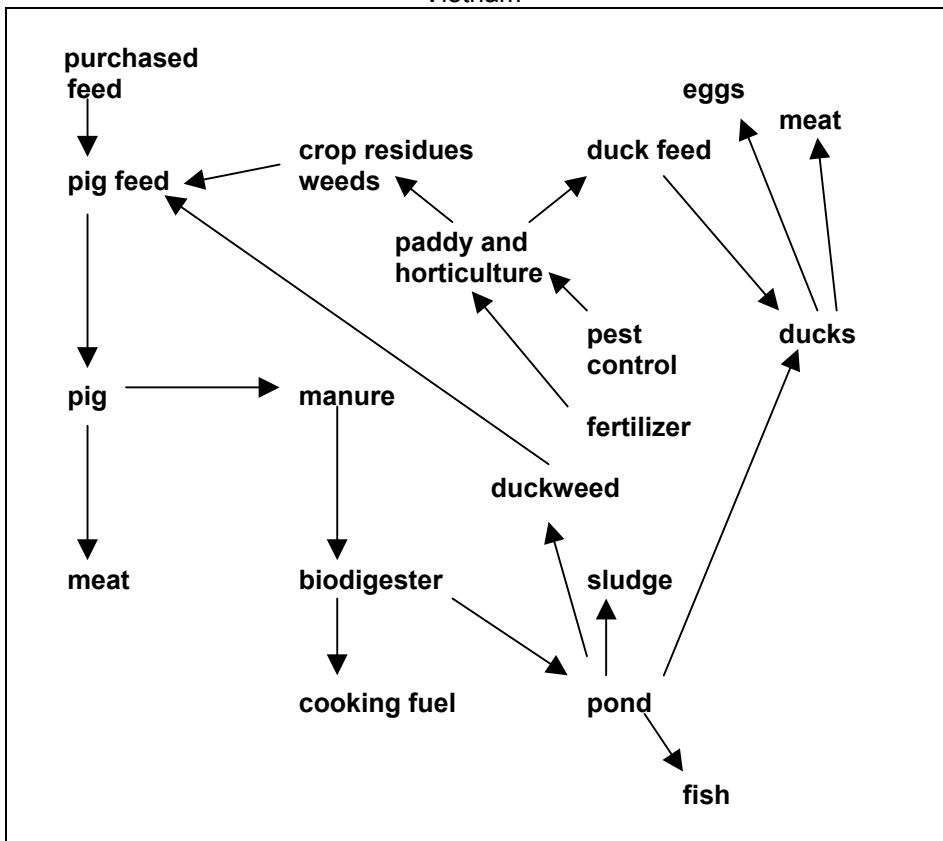 Vietnam
purchased
feed
eggs
meat
crop residues
weeds
duck feed
pig feed
paddy and
horticulture
pest
control
ducks
pig
manure
fertilizer
duckweed
meat
biodigester
sludge
cooking fuel
pond
fish